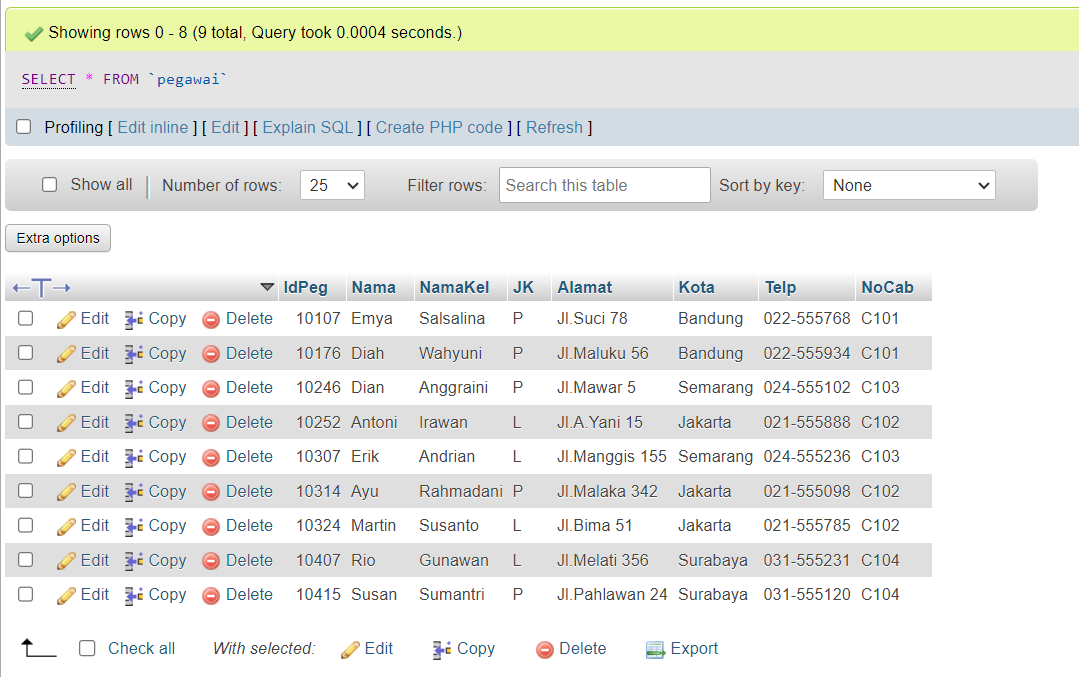 Showing rows 0 - 8 (9 total, Query took 0.0004 seconds.)
SELECT * FROM `pegawai`
Profiling [ Edit inline ] [ Edit ] [ Explain SQL ] [ Create PHP code ] [ Refresh ]
Show all Number of rows: 25 Filter rows: Search this table Sort by key: None
Extra options
IdPeg Nama NamaKel JK Alamat Kota Telp NoCab
Edit Copy Delete 10107 Emya Salsalina P Jl.Suci 78 Bandung 022-555768 C101
Edit Copy Delete 10176 Diah Wahyuni P Jl.Maluku 56 Bandung 022-555934 C101
Edit Copy Delete 10246 Dian Anggraini P Jl.Mawar 5 Semarang 024-555102 C103
Edit Copy Delete 10252 Antoni Irawan L Jl.A.Yani 15 Jakarta 021-555888 C102
Edit Copy Delete 10307 Erik Andrian L Jl.Manggis 155 Semarang 024-555236 C103
Edit Copy Delete 10314 Ayu Rahmadani P Jl.Malaka 342 Jakarta 021-555098 C102
Edit Copy Delete 10324 Martin Susanto L Jl.Bima 51 Jakarta 021-555785 C102
Edit Copy Delete 10407 Rio Gunawan L Jl.Melati 356 Surabaya 031-555231 C104
Edit Copy Delete 10415 Susan Sumantri P Jl.Pahlawan 24 Surabaya 031-555120 C104
Check all With selected: Edit Copy Delete Export